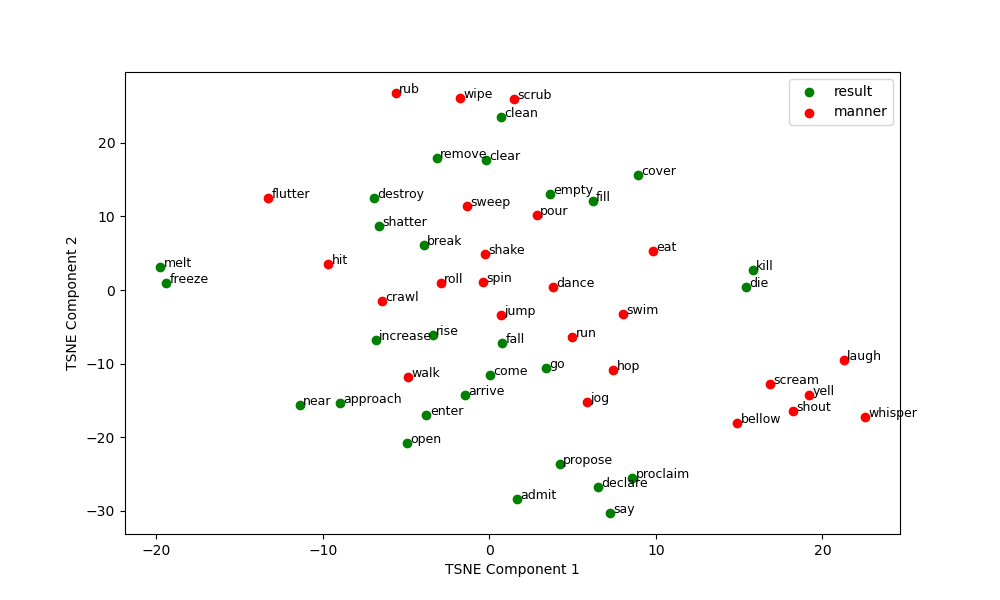 result
manner
rub
wipe
scrub
clean
remove
clear
cover
flutter
destroy
empty
fill
sweep
pour
shatter
break
shake
eat
hit
melt
freeze
kill
die
roll
spin
dance
crawl
jump
swim
increase
rise
fall
run
laugh
walk
come
go
hop
scream
yell
near
approach
arrive
jog
shout
whisper
enter
bellow
open
propose
proclaim
declare
admit
say
20
10
0
−10
−20
−30
TSNE Component 2
−20
−10
0
10
20
TSNE Component 1